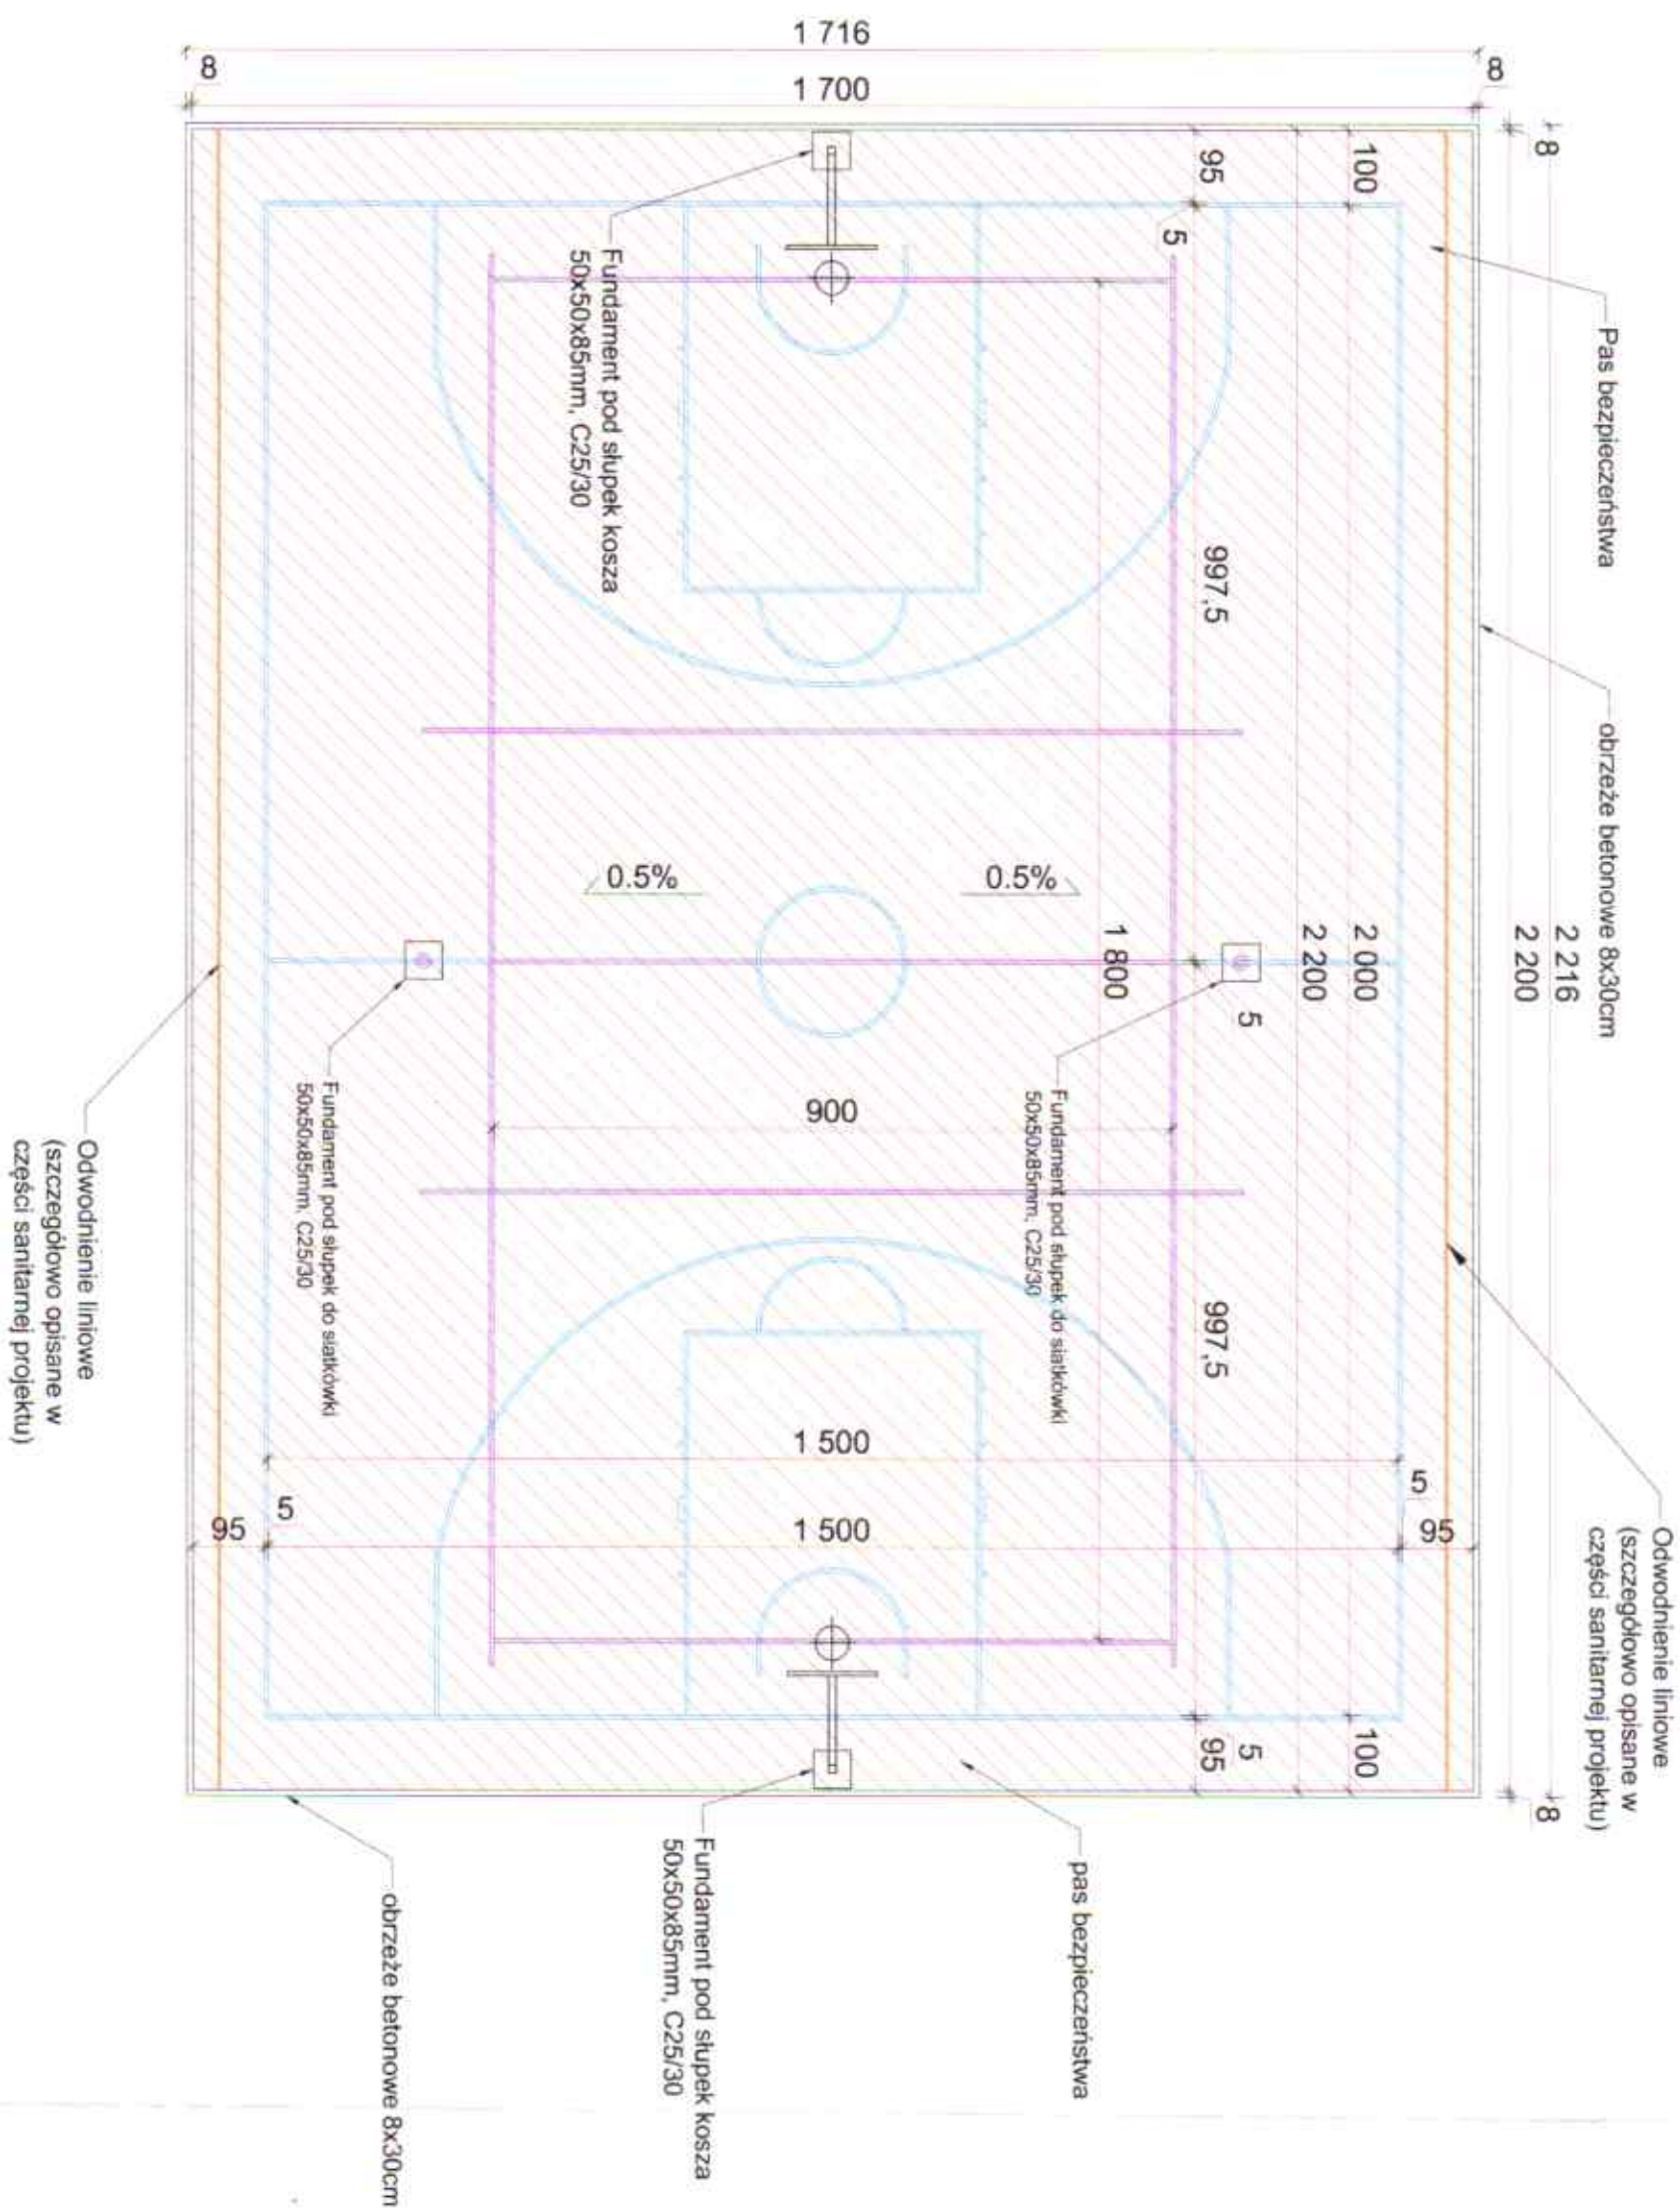 1 716
8
8
1 700
8
2 216
2 200
8
Pas bezpieczeństwa
obrzeże betonowe 8x30cm
Odwodnienie liniowe
(szczegółowo opisane w
części sanitarnej projektu)
100
2 000
100
2 200
95
5
997,5
5
997,5
5
95
1 800
Fundament pod słupek kosza
50x50x85mm, C25/30
Fundament pod słupek do siatkówki
50x50x85mm, C25/30
0.5%
0.5%
900
1 500
5
5
95
1 500
95
Fundament pod słupek do siatkówki
50x50x85mm, C25/30
Odwodnienie liniowe
(szczegółowo opisane w
części sanitarnej projektu)
pas bezpieczeństwa
Fundament pod słupek kosza
50x50x85mm, C25/30
obrzeże betonowe 8x30cm